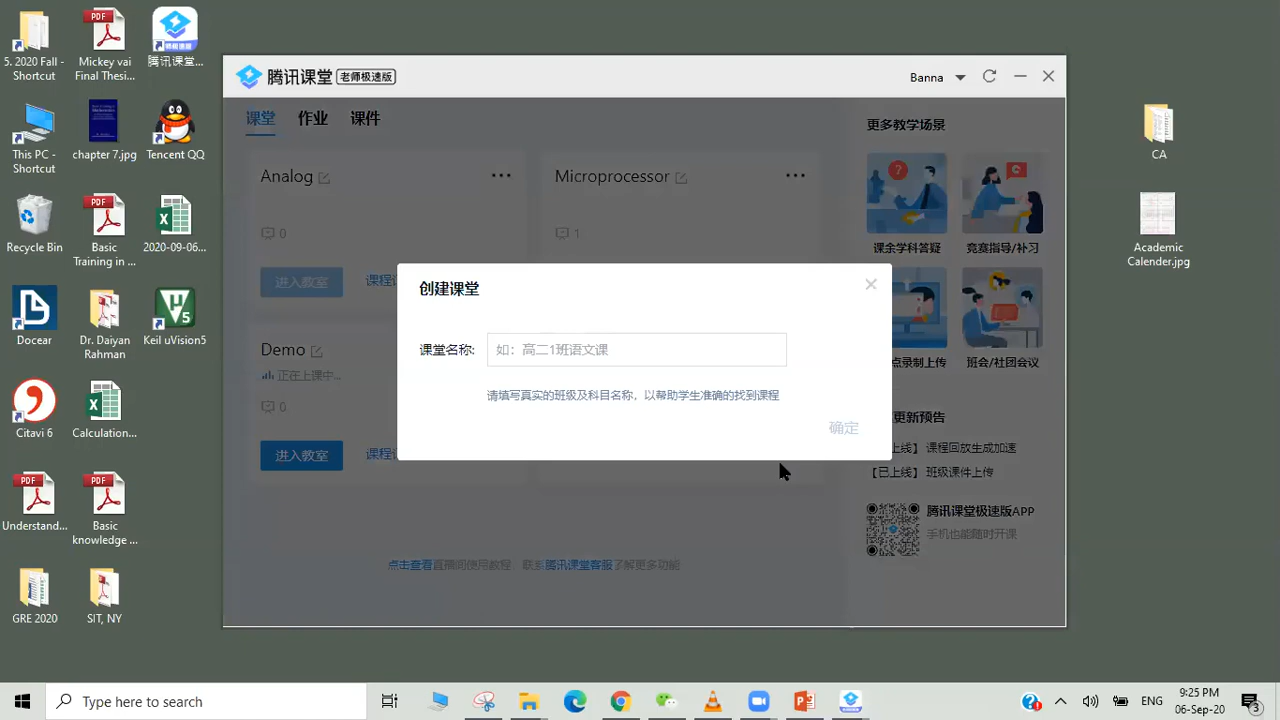 5. 2020 Fall -
Shortcut
Mickey vai
Final Thesi...
腾讯课堂...
This PC -
Shortcut
chapter 7.jpg
Tencent QQ
Recycle Bin
Basic
Training in ...
2020-09-06...
Docear
Dr. Daiyan
Rahman
Keil uVision5
Citavi 6
Calculation...
Understand...
Basic
knowledge ...
GRE 2020
SIT, NY
腾讯课堂 老师极速版
Banna
课堂 作业 课件
Analog
0
进入教室
Microprocessor
1
Demo
正在上课中...
0
进入教室
创建课堂
课堂名称:
如：高二1班语文课
请填写真实的班级及科目名称，以帮助学生准确的找到课程
确定
点击查看直播间使用教程 联系腾讯课堂客服了解更多功能
更多教学场景
课余学科答疑
竞赛指导/补习
点录制上传
班会/社团会议
更新预告
上线】 课程回放生成加速
【已上线】 班级课件上传
腾讯课堂极速版APP
手机也能随时开课
CA
Academic
Calender.jpg
Type here to search
ENG
9:25 PM
06-Sep-20
3